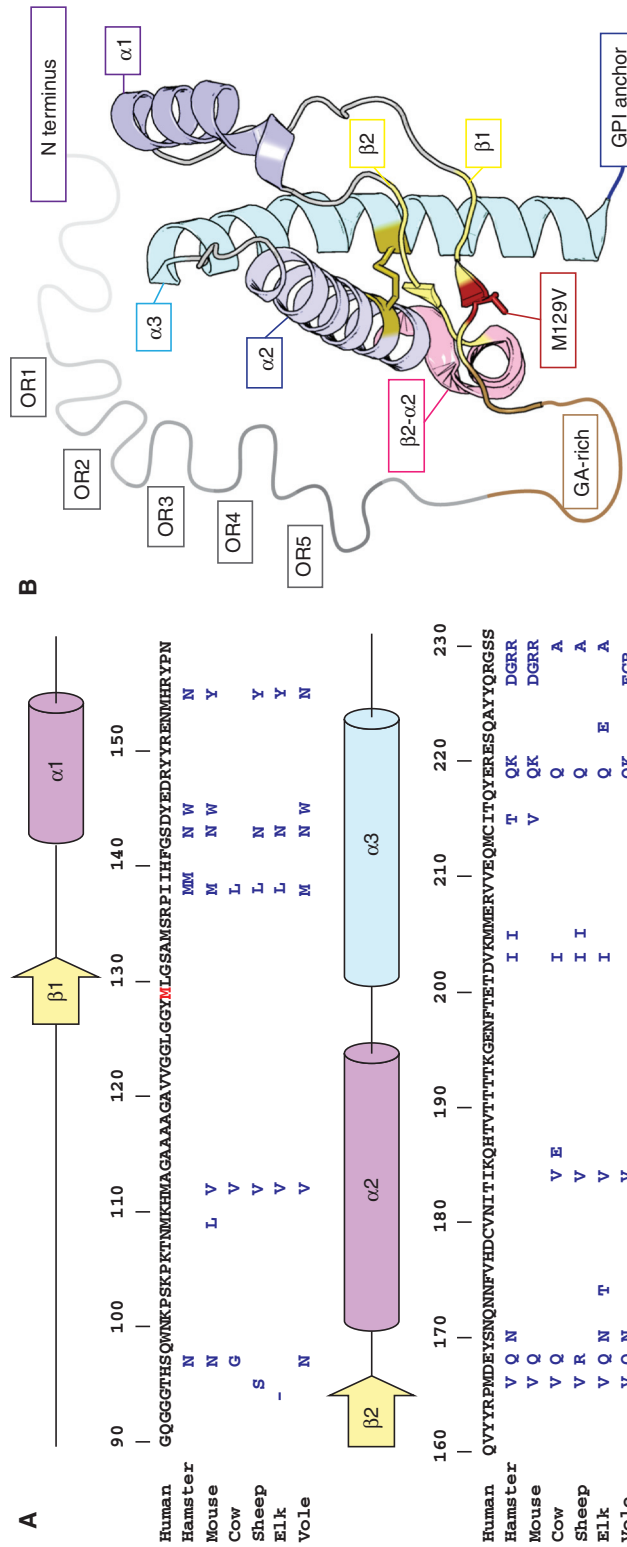 A
β1
α1
90 100 110 120 130 140 150
Human GQGGGTHSQWNKPSKPKTNMKHMAGAAAAGAVVGGLGGYMLGSAMSRPIIHFGSDYEDRYYRENMHRYPN
Hamster N MM N W N
Mouse N L V M N W Y
Cow G V L
Sheep S V L N Y
Elk - V L N Y
Vole N V M N W N
β2
α2
α3
160 170 180 190 200 210 220 230
Human QVYYRPMDEYSNQNNFVHDCVNITIKQHTVTTTTKGENFTETDVKMMERVVEQMCITQYERESQAYYQRGSS
Hamster V Q N I I T QK DGRR
Mouse V Q V QK DGRR
Cow V Q V E I Q A
Sheep V R V I I Q A
Elk V Q N T V I Q E A
Vole V Q N V QK EGR
B
N terminus
OR1
OR2
OR3
OR4
OR5
α1
α3
α2
β2
β1
β2-α2
M129V
GA-rich
GPI anchor